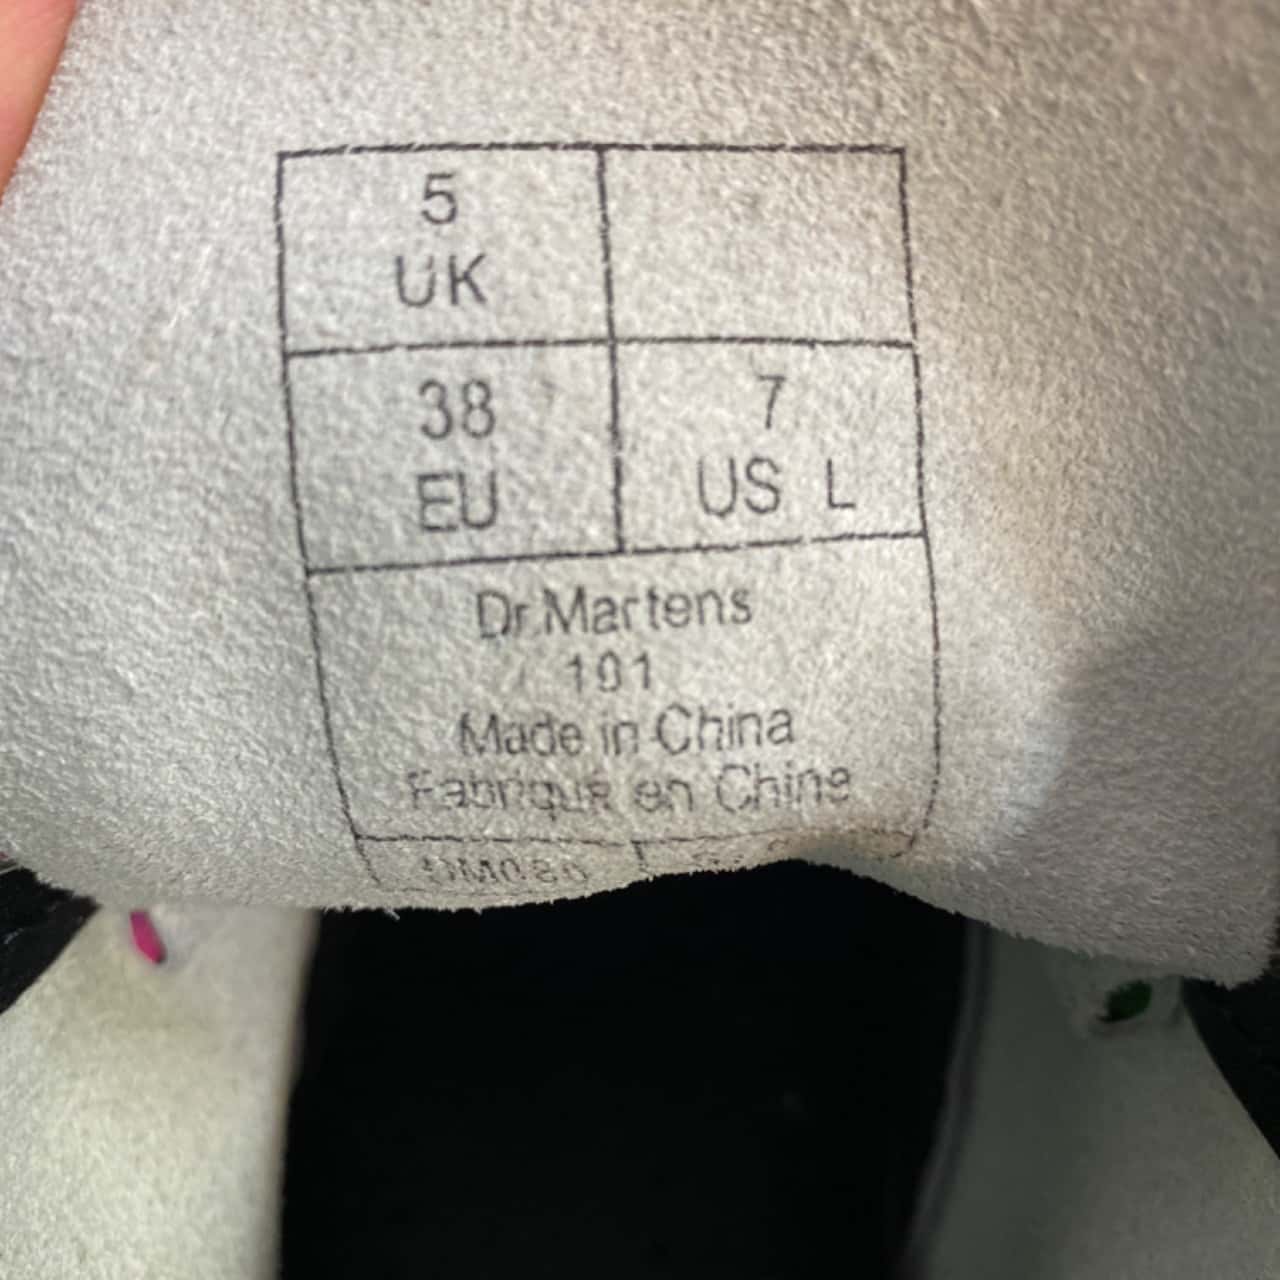 5
UK
38
EU
7
US L
Dr.Martens
101
Made in China
Fabriqué en Chine